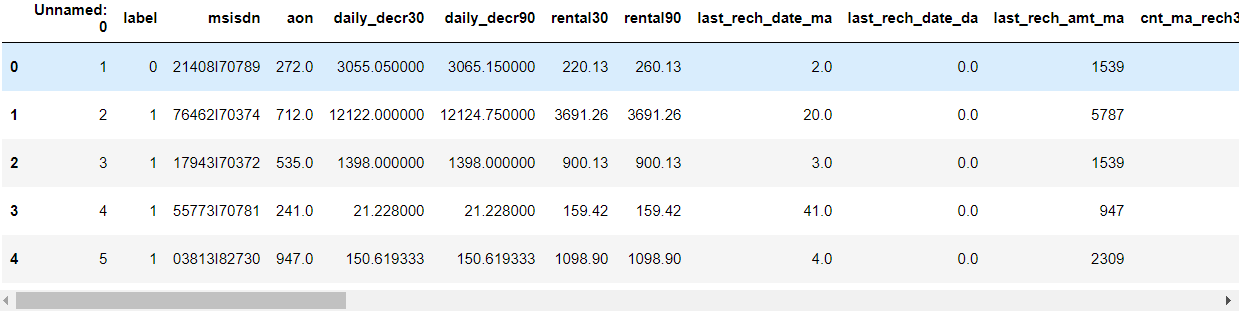 Unnamed: 0 label msisdn aon daily_decr30 daily_decr90 rental30 rental90 last_rech_date_ma last_rech_date_da last_rech_amt_ma cnt_ma_rech3
0 1 0 21408I70789 272.0 3055.050000 3065.150000 220.13 260.13 2.0 0.0 1539
1 2 1 76462I70374 712.0 12122.000000 12124.750000 3691.26 3691.26 20.0 0.0 5787
2 3 1 17943I70372 535.0 1398.000000 1398.000000 900.13 900.13 3.0 0.0 1539
3 4 1 55773I70781 241.0 21.228000 21.228000 159.42 159.42 41.0 0.0 947
4 5 1 03813I82730 947.0 150.619333 150.619333 1098.90 1098.90 4.0 0.0 2309